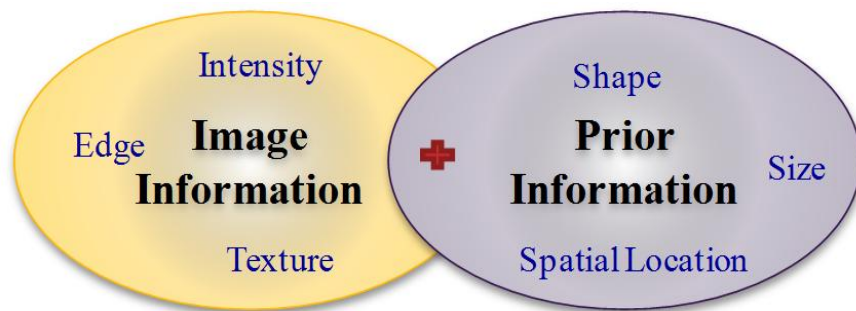 Intensity
Edge
Image
Information
Texture
Shape
Prior
Information
Size
Spatial Location